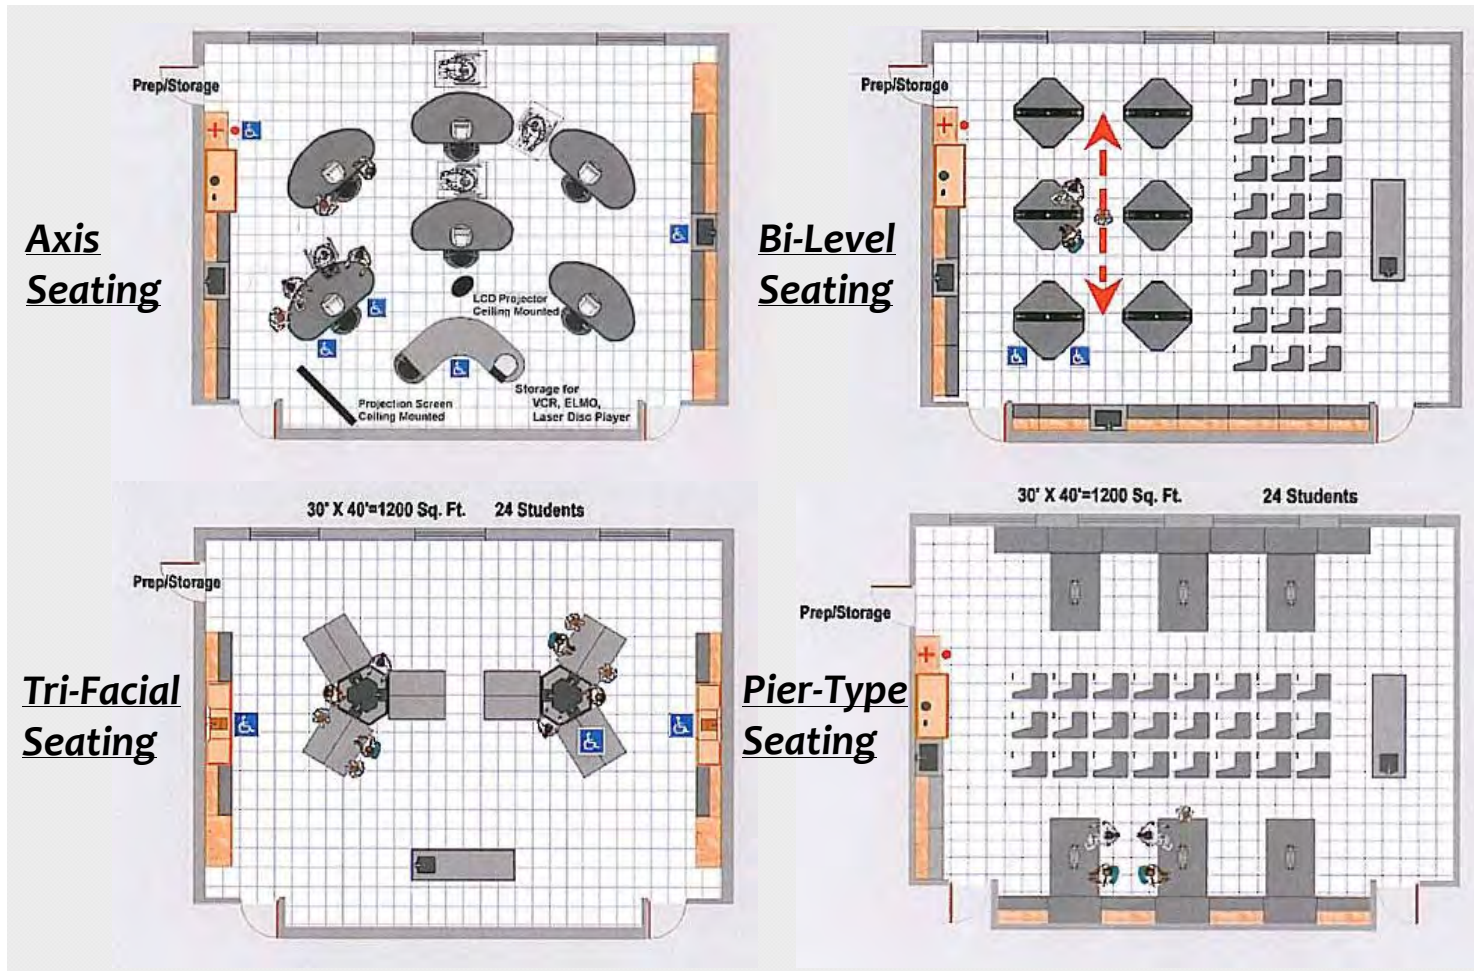 Prep/Storage
Axis
Seating
LCD Projector
Ceiling Mounted
Storage for
VCR, ELMO,
Laser Disc Player
Projection Screen
Ceiling Mounted
Prep/Storage
Bi-Level
Seating
30' X 40'=1200 Sq. Ft. 24 Students
Prep/Storage
Tri-Facial
Seating
30' X 40'=1200 Sq. Ft. 24 Students
Prep/Storage
Pier-Type
Seating